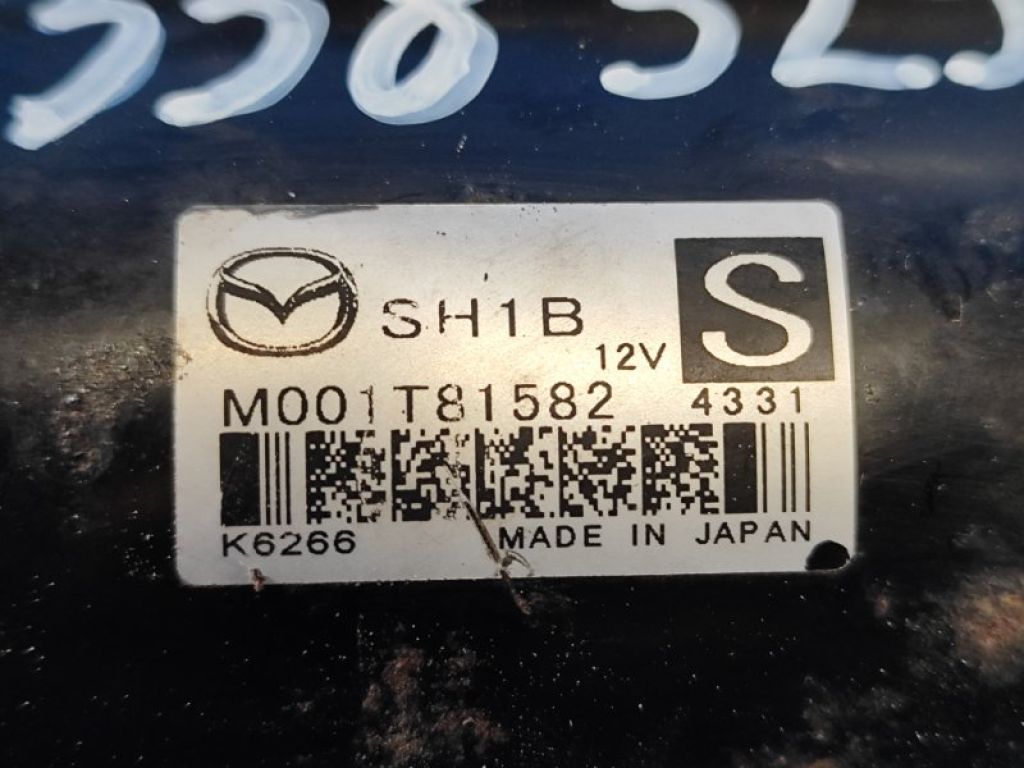 SH1B
12V
S
M001T81582
4331
K6266
MADE IN JAPAN